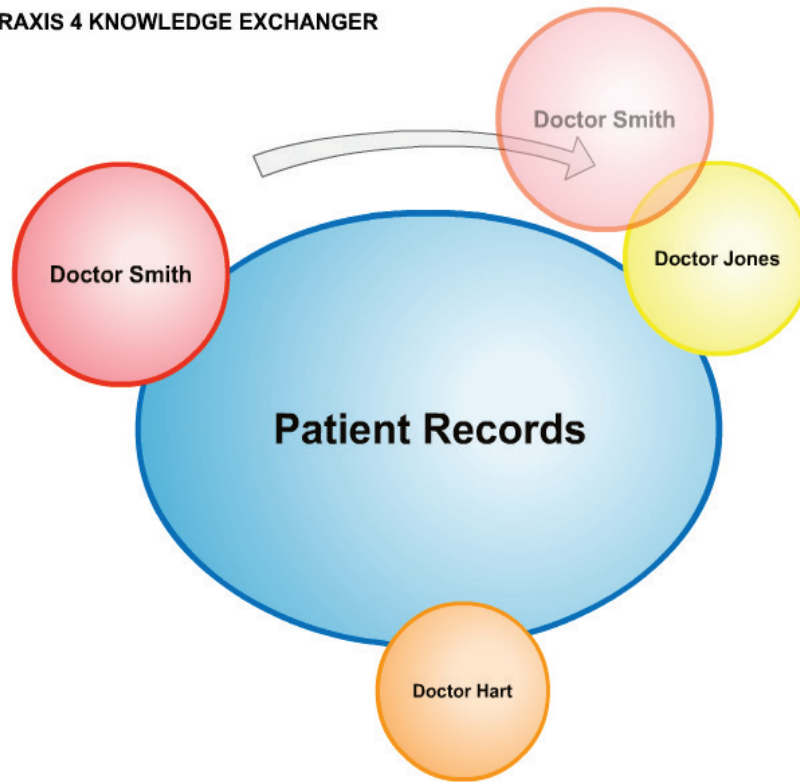 RAXIS 4 KNOWLEDGE EXCHANGER
Doctor Smith
Doctor Smith
Doctor Jones
Patient Records
Doctor Hart